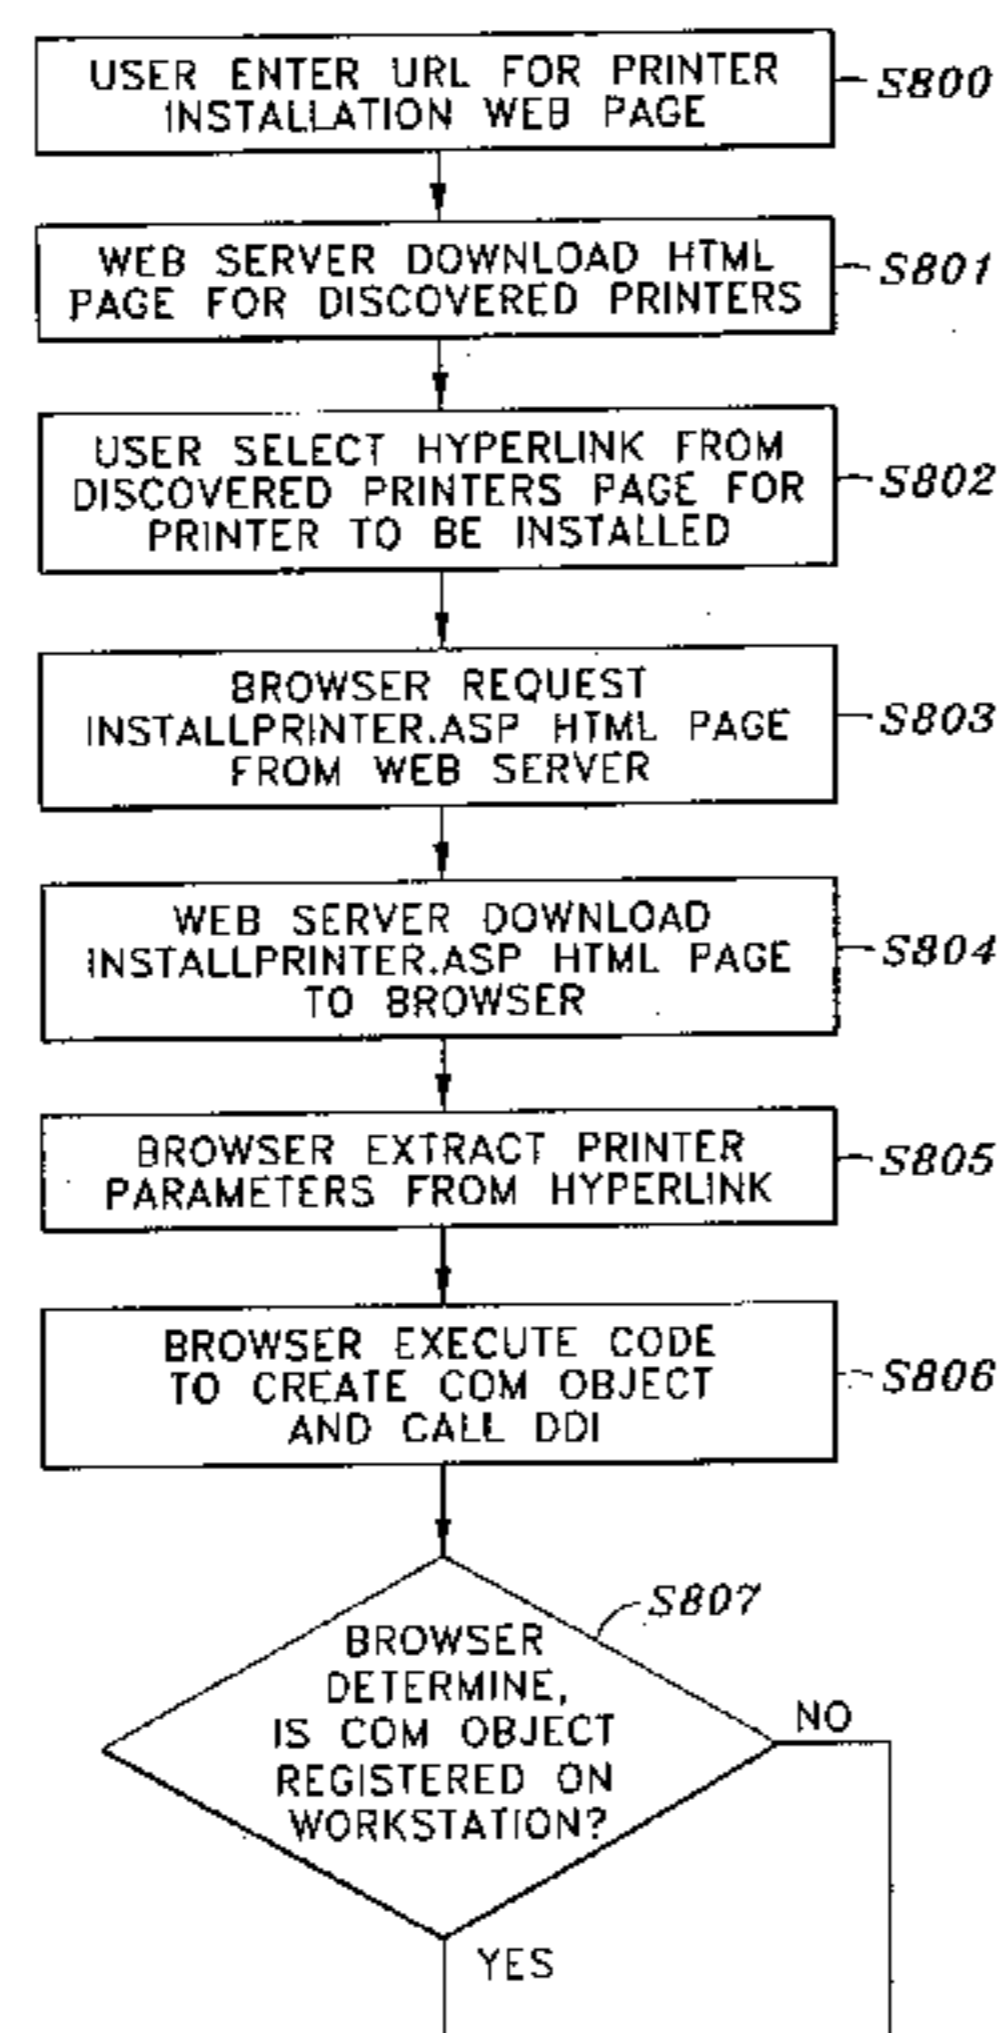 USER ENTER URL FOR PRINTER
INSTALLATION WEB PAGE
S800
WEB SERVER DOWNLOAD HTML
PAGE FOR DISCOVERED PRINTERS
S801
USER SELECT HYPERLINK FROM
DISCOVERED PRINTERS PAGE FOR
PRINTER TO BE INSTALLED
S802
BROWSER REQUEST
INSTALLPRINTER.ASP HTML PAGE
FROM WEB SERVER
S803
WEB SERVER DOWNLOAD
INSTALLPRINTER.ASP HTML PAGE
TO BROWSER
S804
BROWSER EXTRACT PRINTER
PARAMETERS FROM HYPERLINK
S805
BROWSER EXECUTE CODE
TO CREATE COM OBJECT
AND CALL DDI
S806
S807
BROWSER
DETERMINE,
IS COM OBJECT
REGISTERED ON
WORKSTATION?
NO
YES